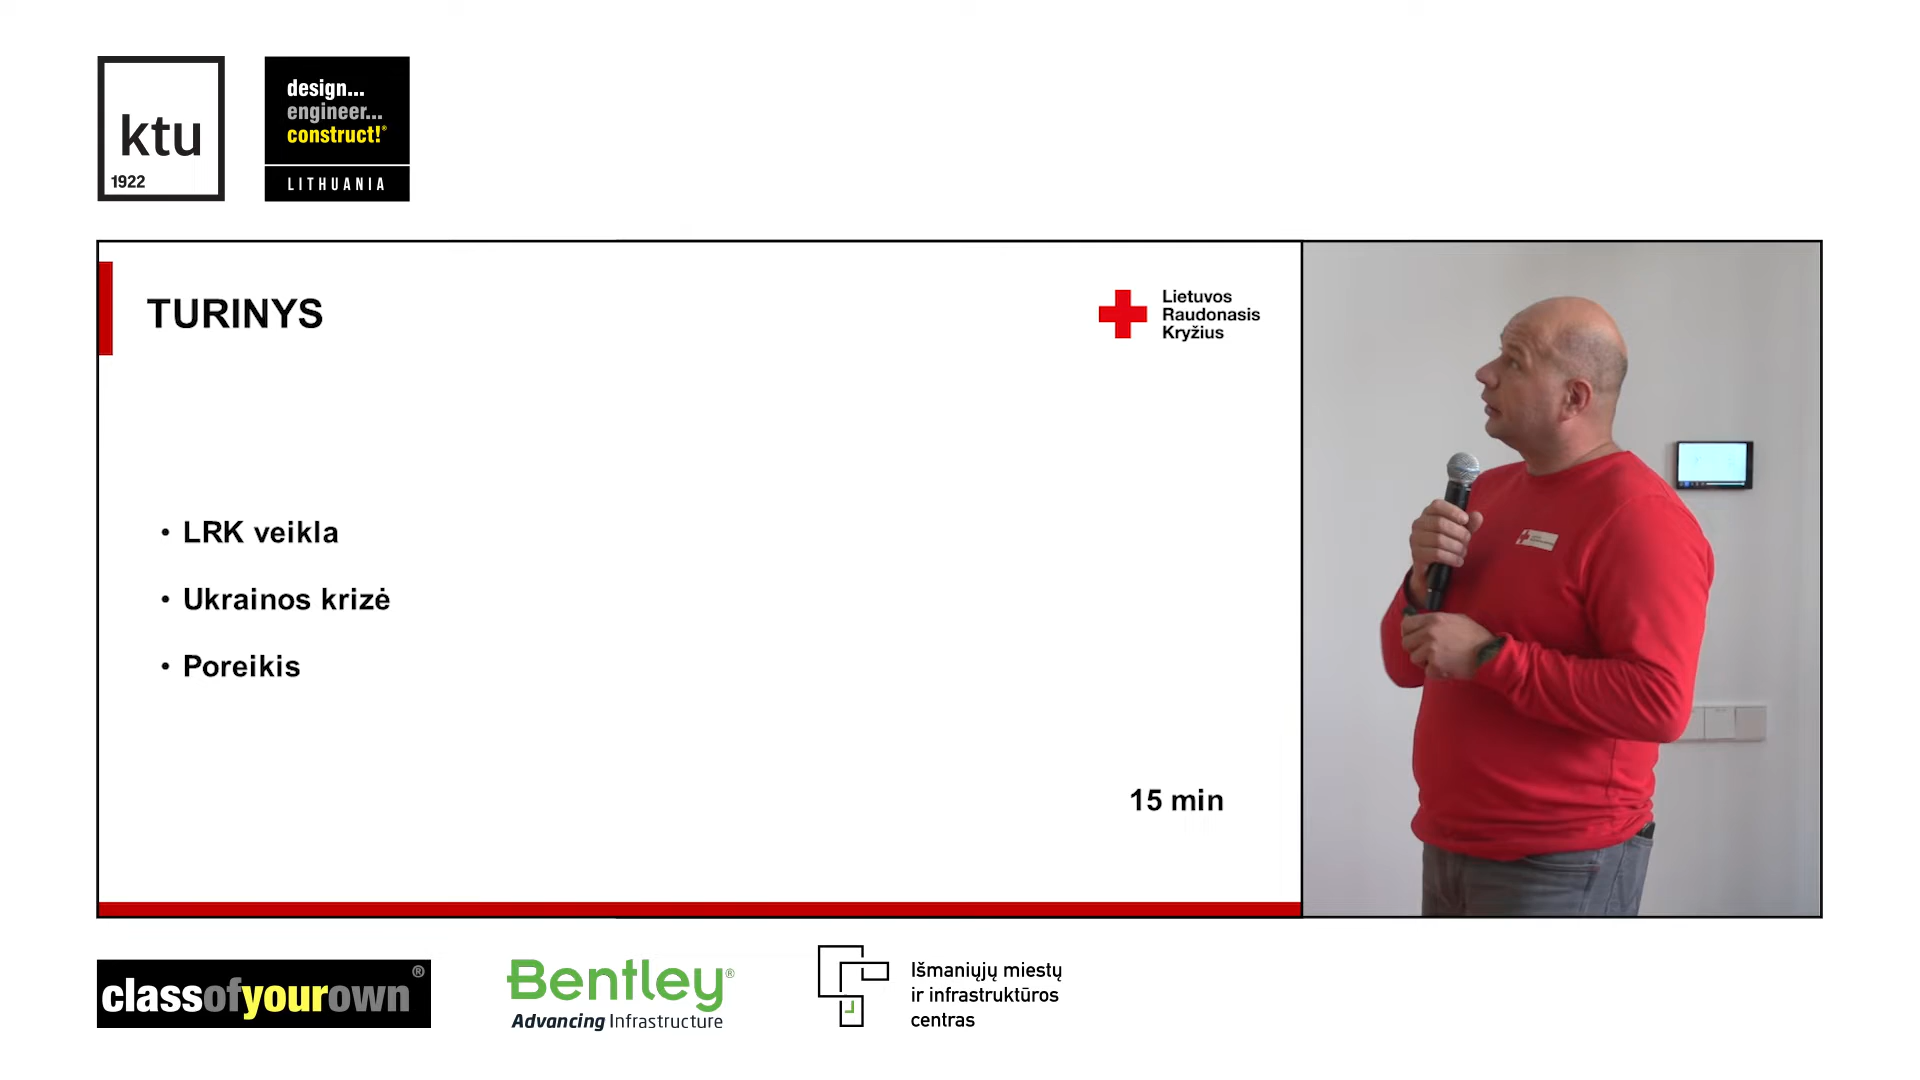 ktu
1922
design...
engineer...
construct!®
LITHUANIA
TURINYS
Lietuvos
Raudonasis
Kryžius
• LRK veikla
• Ukrainos krizė
• Poreikis
15 min
classofyourown®
Bentley®
Advancing Infrastructure
Išmaniųjų miestų
ir infrastruktūros
centras